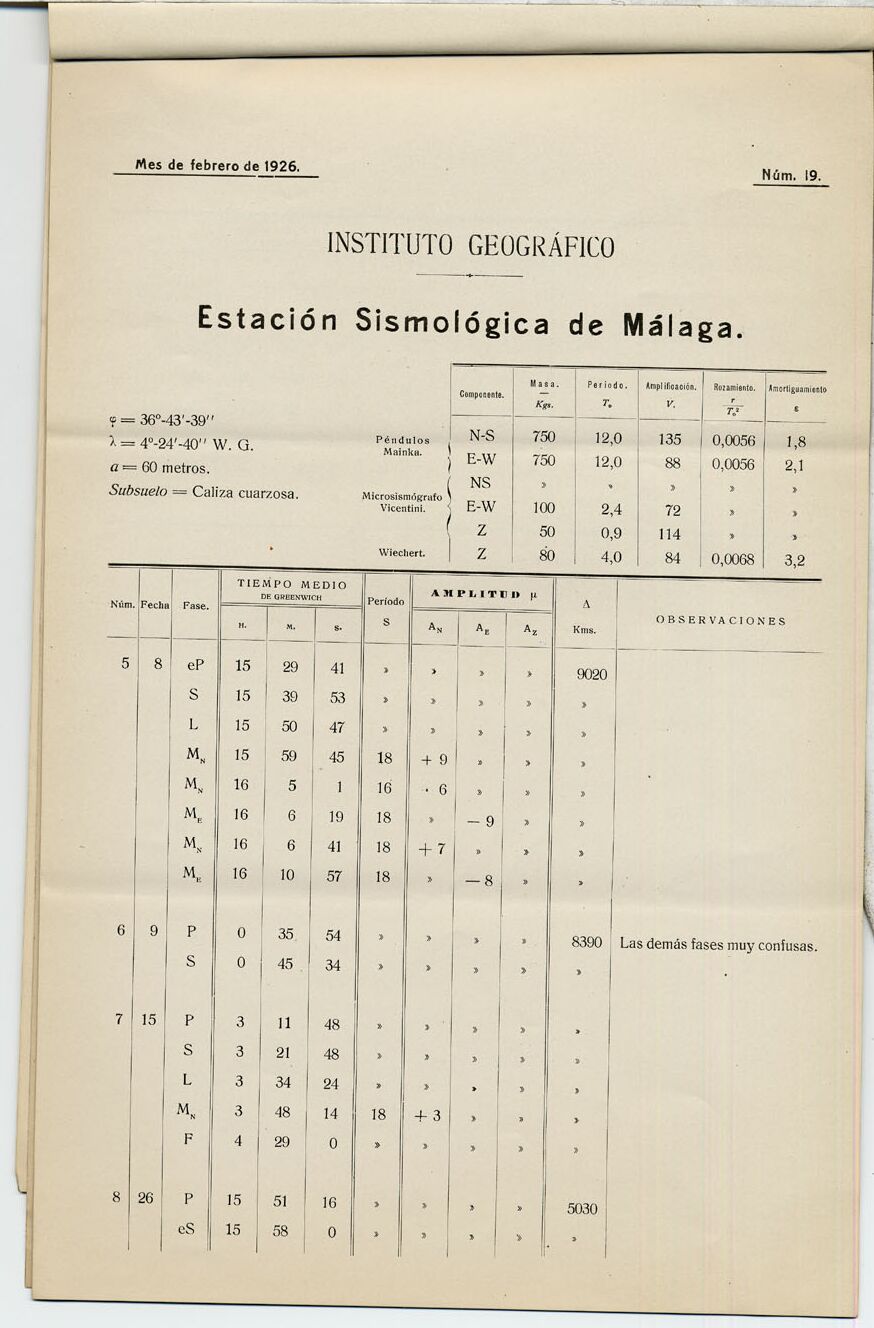 Mes de febrero de 1926.
Núm. 19.
INSTITUTO GEOGRÁFICO
Estación Sismológica de Málaga.
φ = 36º-43'-39''
λ = 4º-24'-40'' W. G.
a = 60 metros.
Subsuelo = Caliza cuarzosa.
Componente. Masa. Kgs. Periodo. T₀ Amplificación. V. Rozamiento. r/T₀² Amortiguamiento ε
Péndulos Mainka. N-S 750 12,0 135 0,0056 1,8
E-W 750 12,0 88 0,0056 2,1
Microsismógrafo Vicentini. NS » » » » »
E-W 100 2,4 72 » »
Z 50 0,9 114 » »
Wiechert. Z 80 4,0 84 0,0068 3,2
Núm. Fecha Fase. TIEMPO MEDIO DE GREENWICH H. M. S. Período S AMPLITUD μ A_N A_E A_Z Δ Kms. OBSERVACIONES
5 8 eP 15 29 41 » » » » 9020
S 15 39 53 » » » » »
L 15 50 47 » » » » »
M_N 15 59 45 18 + 9 » » »
M_N 16 5 1 16 · 6 » » »
M_E 16 6 19 18 » — 9 » »
M_N 16 6 41 18 + 7 » » »
M_E 16 10 57 18 » — 8 » »
6 9 P 0 35 54 » » » » 8390 Las demás fases muy confusas.
S 0 45 34 » » » » »
7 15 P 3 11 48 » » » » »
S 3 21 48 » » » » »
L 3 34 24 » » » » »
M_N 3 48 14 18 + 3 » » »
F 4 29 0 » » » » »
8 26 P 15 51 16 » » » » 5030
eS 15 58 0 » » » » »